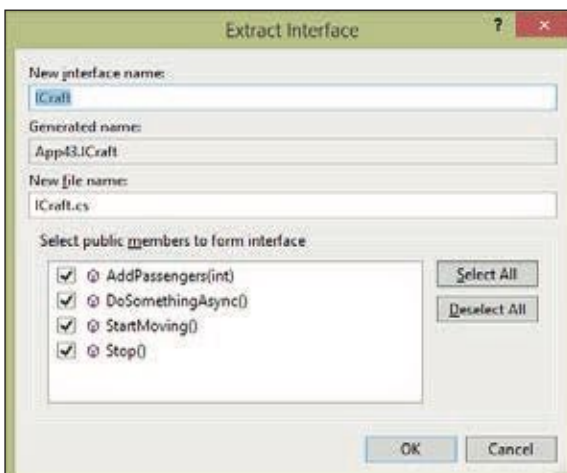 Extract Interface
?
New interface name:
ICraft
Generated name:
App43.ICraft
New file name:
ICraft.cs
Select public members to form interface
AddPassengers(int)
Select All
DoSomethingAsync()
Deselect All
StartMoving()
Stop()
OK
Cancel